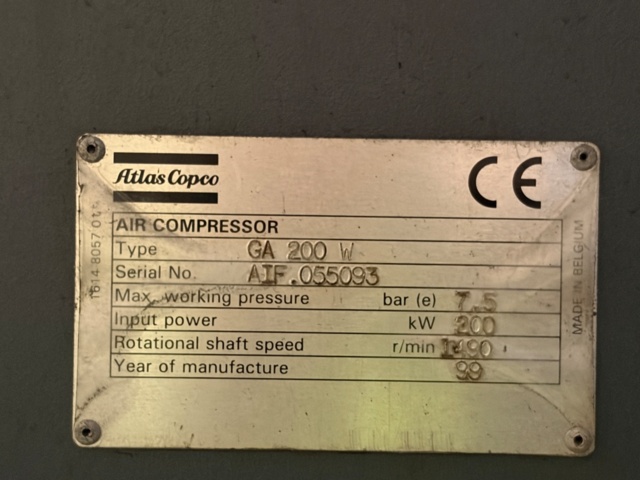 Atlas Copco
CE
AIR COMPRESSOR
Type GA 200 W
Serial No. AIF.055093
Max. working pressure bar (e) 7.5
Input power kW 200
Rotational shaft speed r/min 1490
Year of manufacture 99
MADE IN BELGIUM
1614 8057 01